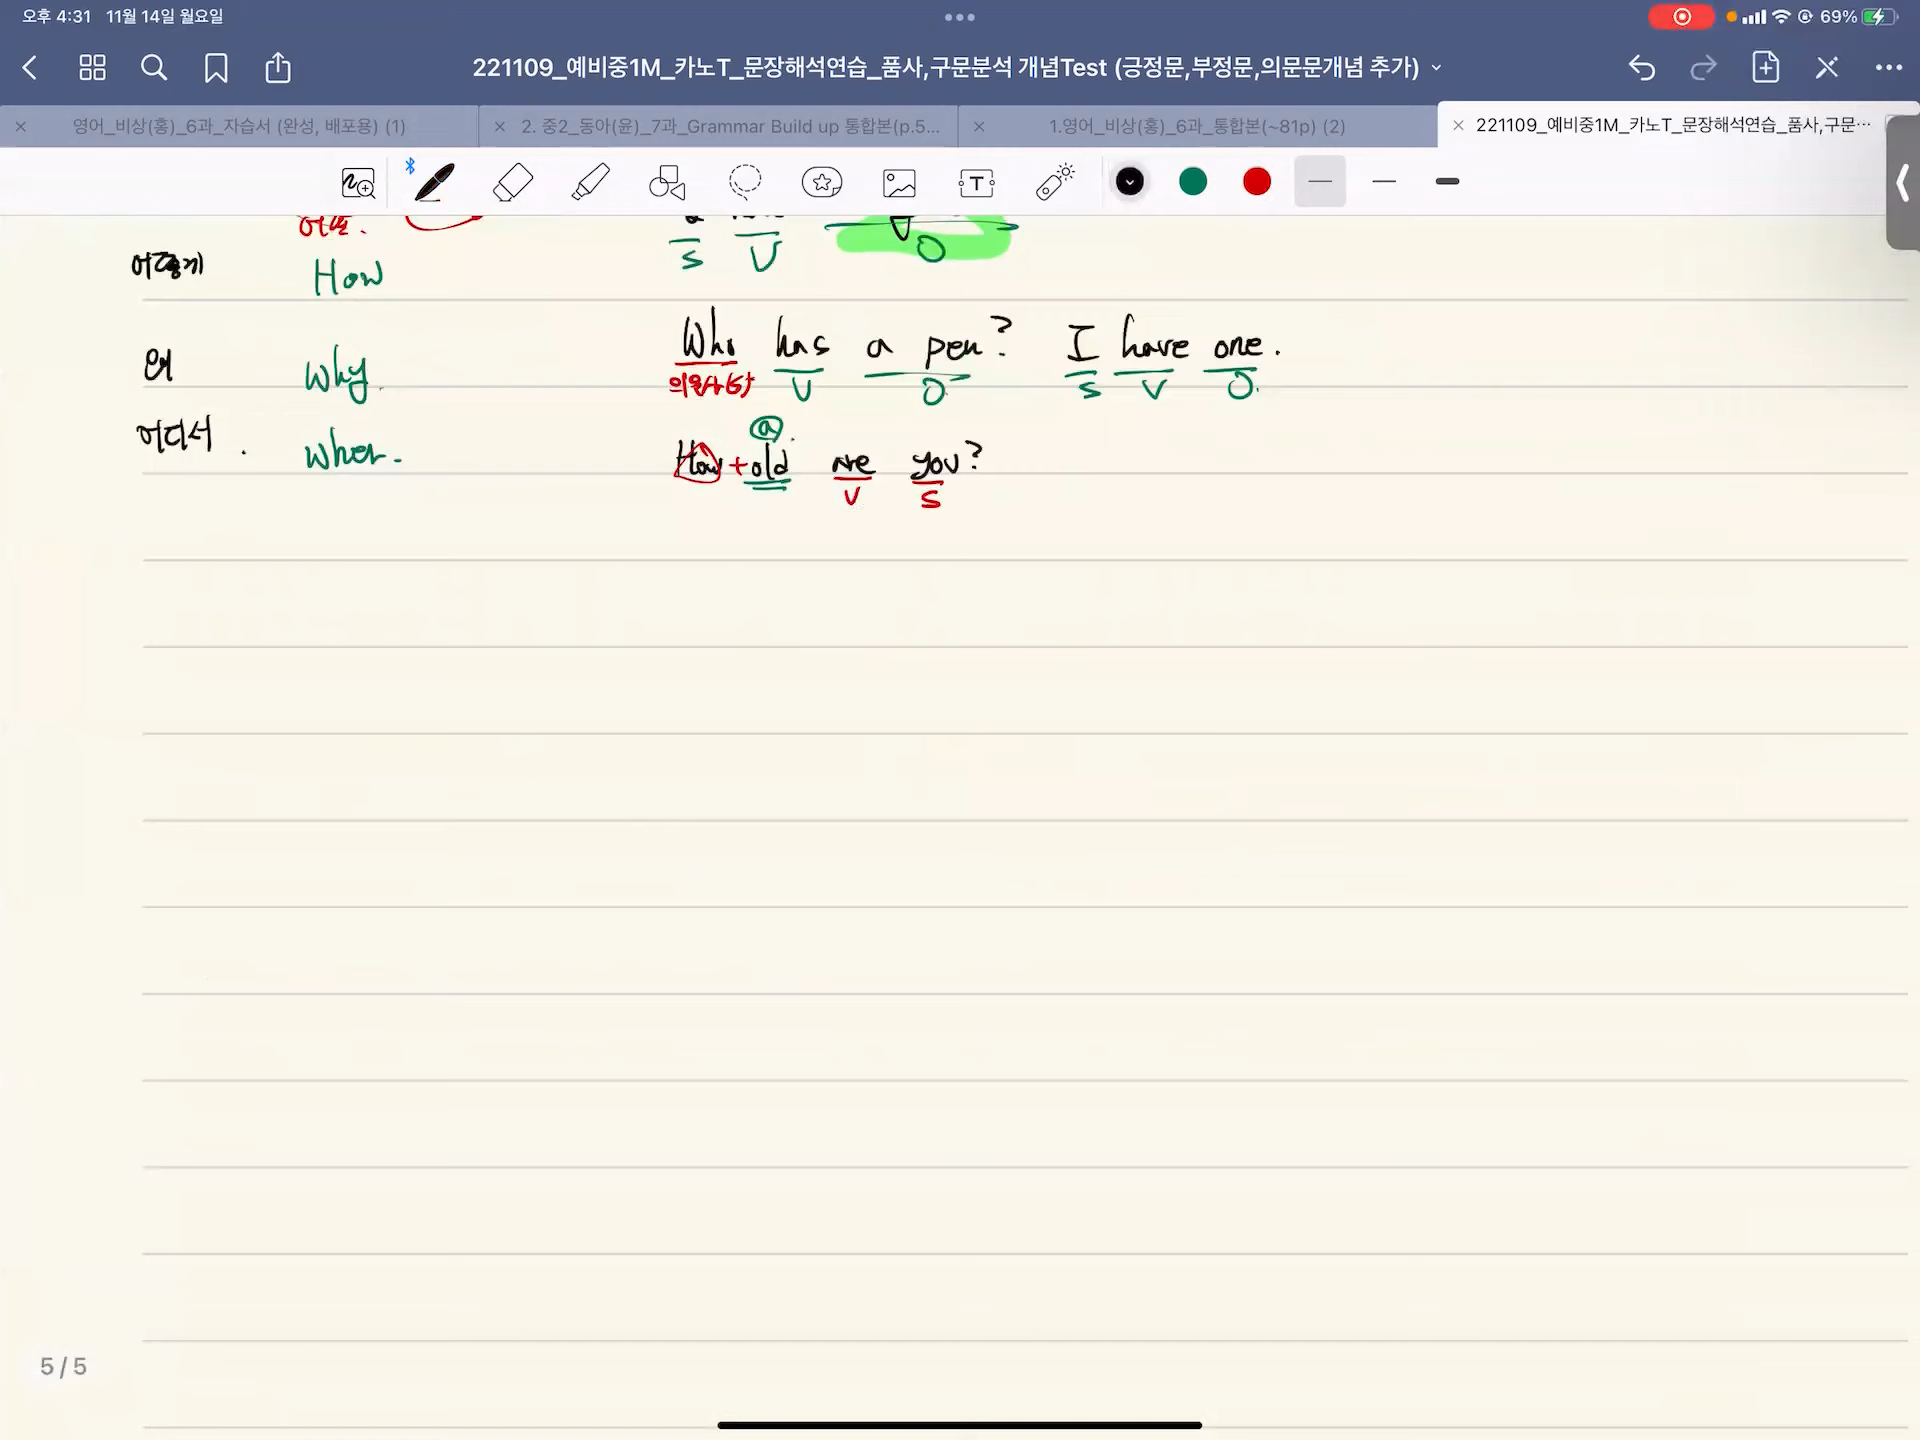 오후 4:31 11월 14일 월요일
69%
221109_예비중1M_카노T_문장해석연습_품사,구문분석 개념Test (긍정문,부정문,의문문개념 추가)
영어_비상(홍)_6과_자습서 (완성, 배포용) (1)
2. 중2_동아(윤)_7과_Grammar Build up 통합본(p.5...
1.영어_비상(홍)_6과_통합본(~81p) (2)
221109_예비중1M_카노T_문장해석연습_품사,구문…
S V O
어떻게 How
Who has a pen? I have one.
왜 Why.
의문사(S) V O S V O.
어디서. wher.
ⓐ
How + old are you?
V S
5 / 5